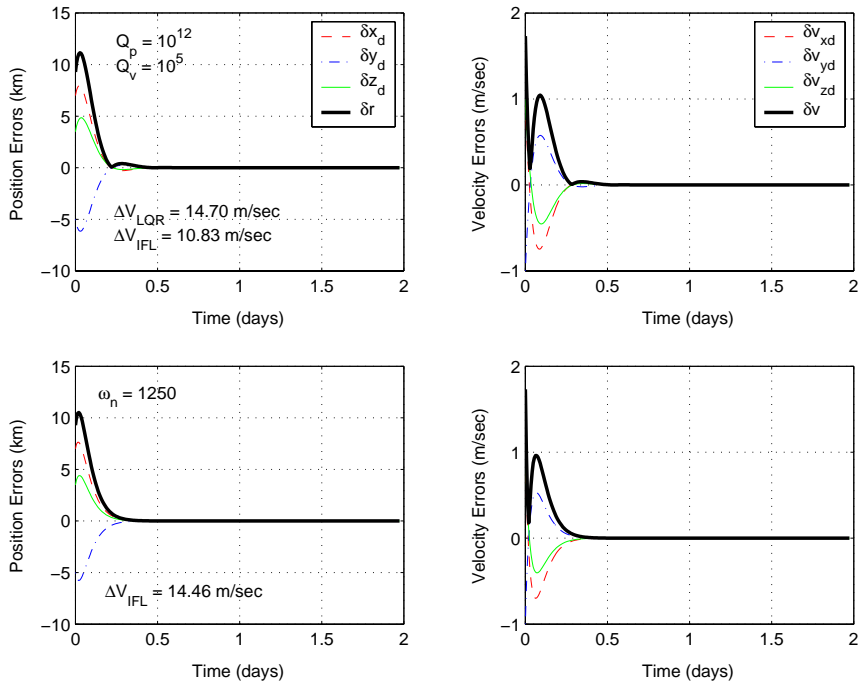 15
10
5
0
−5
−10
0
0.5
1
1.5
2
Time (days)
Position Errors (km)
Q_p = 10^12
Q_v = 10^5
ΔV_LQR = 14.70 m/sec
ΔV_IFL = 10.83 m/sec
δx_d
δy_d
δz_d
δr
2
1
0
−1
0
0.5
1
1.5
2
Time (days)
Velocity Errors (m/sec)
δv_xd
δv_yd
δv_zd
δv
15
10
5
0
−5
−10
0
0.5
1
1.5
2
Time (days)
Position Errors (km)
ω_n = 1250
ΔV_IFL = 14.46 m/sec
2
1
0
−1
0
0.5
1
1.5
2
Time (days)
Velocity Errors (m/sec)